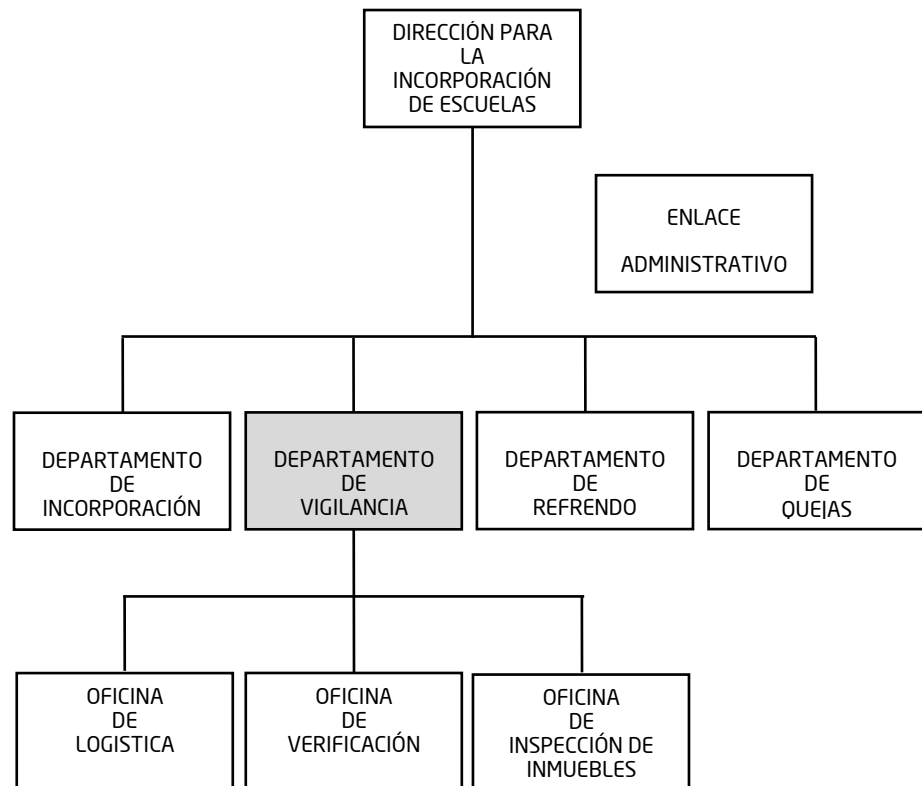 DIRECCIÓN PARA
LA
INCORPORACIÓN
DE ESCUELAS
ENLACE
ADMINISTRATIVO
DEPARTAMENTO
DE
INCORPORACIÓN
DEPARTAMENTO
DE
VIGILANCIA
DEPARTAMENTO
DE
REFRENDO
DEPARTAMENTO
DE
QUEJAS
OFICINA
DE
LOGISTICA
OFICINA
DE
VERIFICACIÓN
OFICINA
DE
INSPECCIÓN DE
INMUEBLES